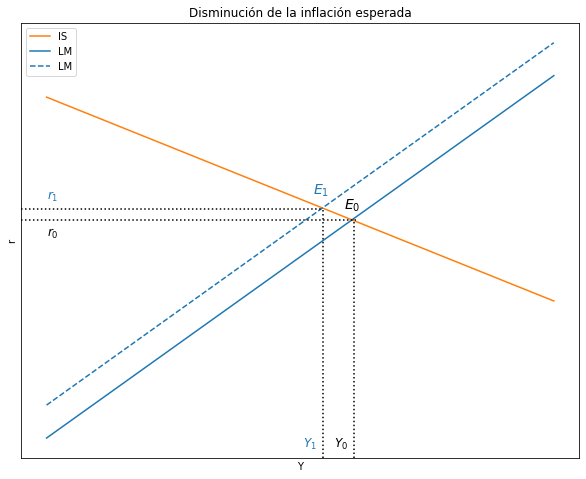 Disminución de la inflación esperada
IS
LM
LM
E₁
E₀
r₁
r₀
r
Y₁
Y₀
Y